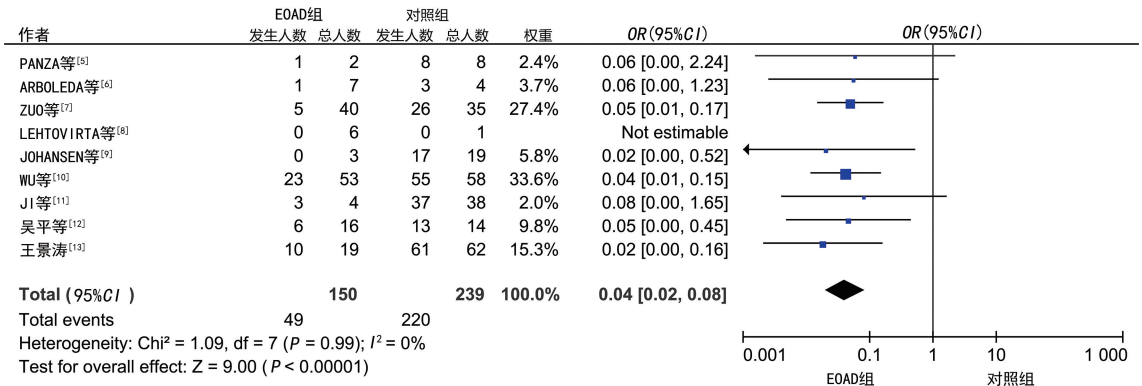 EOAD组 对照组
作者 发生人数 总人数 发生人数 总人数 权重 OR(95%CI) OR(95%CI)
PANZA等[5] 1 2 8 8 2.4% 0.06 [0.00, 2.24]
ARBOLEDA等[6] 1 7 3 4 3.7% 0.06 [0.00, 1.23]
ZUO等[7] 5 40 26 35 27.4% 0.05 [0.01, 0.17]
LEHTOVIRTA等[8] 0 6 0 1 Not estimable
JOHANSEN等[9] 0 3 17 19 5.8% 0.02 [0.00, 0.52]
WU等[10] 23 53 55 58 33.6% 0.04 [0.01, 0.15]
JI等[11] 3 4 37 38 2.0% 0.08 [0.00, 1.65]
吴平等[12] 6 16 13 14 9.8% 0.05 [0.00, 0.45]
王景涛[13] 10 19 61 62 15.3% 0.02 [0.00, 0.16]
Total (95%CI) 150 239 100.0% 0.04 [0.02, 0.08]
Total events 49 220
Heterogeneity: Chi² = 1.09, df = 7 (P = 0.99); I² = 0%
Test for overall effect: Z = 9.00 (P < 0.00001)
0.001 0.1 1 10 1 000
EOAD组 对照组